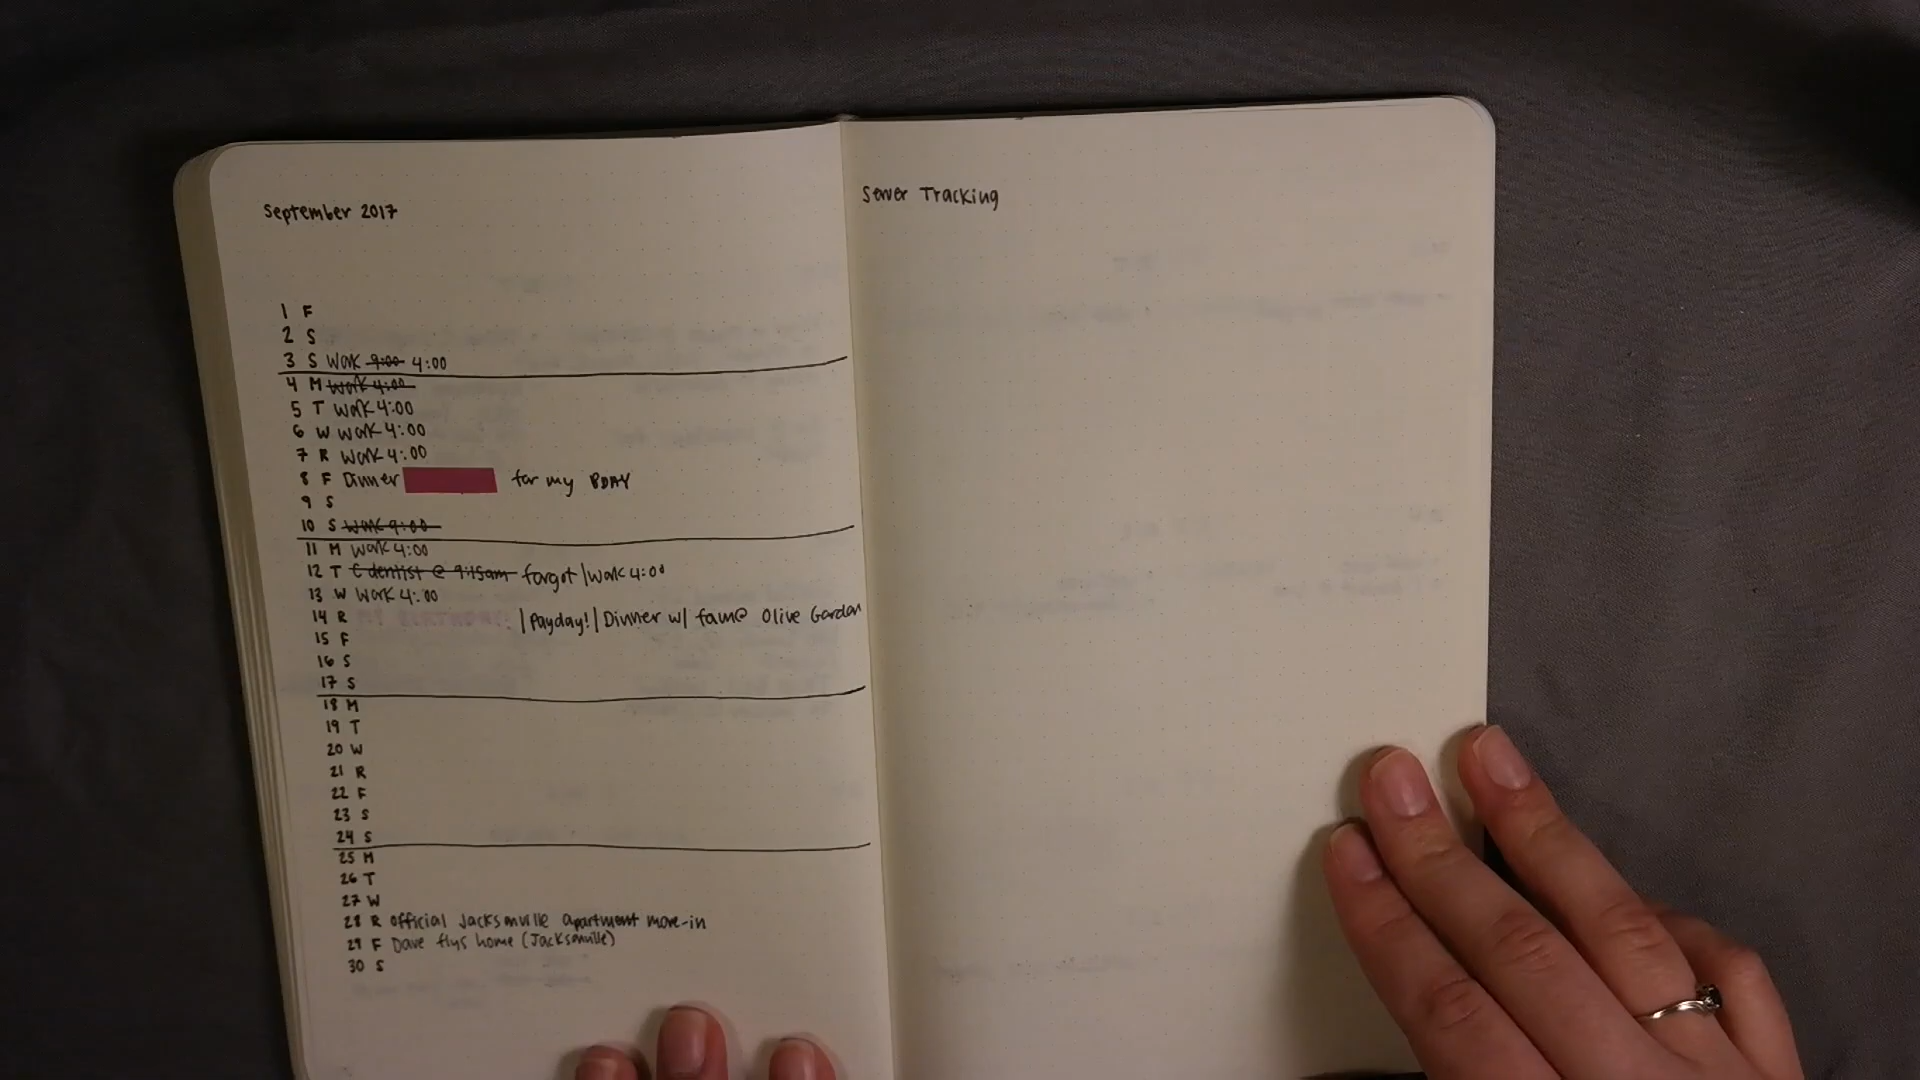 September 2017
1 F
2 S
3 S Work 9:00 4:00
4 M Work 4:00
5 T Work 4:00
6 W Work 4:00
7 R Work 4:00
8 F Dinner for my BDAY
9 S
10 S Work 9:00
11 M Work 4:00
12 T C dentist @ 9:15am forgot | Work 4:00
13 W Work 4:00
14 R MY BIRTHDAY! | Payday! | Dinner w/ fam @ Olive Garden
15 F
16 S
17 S
18 M
19 T
20 W
21 R
22 F
23 S
24 S
25 M
26 T
27 W
28 R official Jacksonville apartment move-in
29 F Dave flys home (Jacksonville)
30 S
Server Tracking